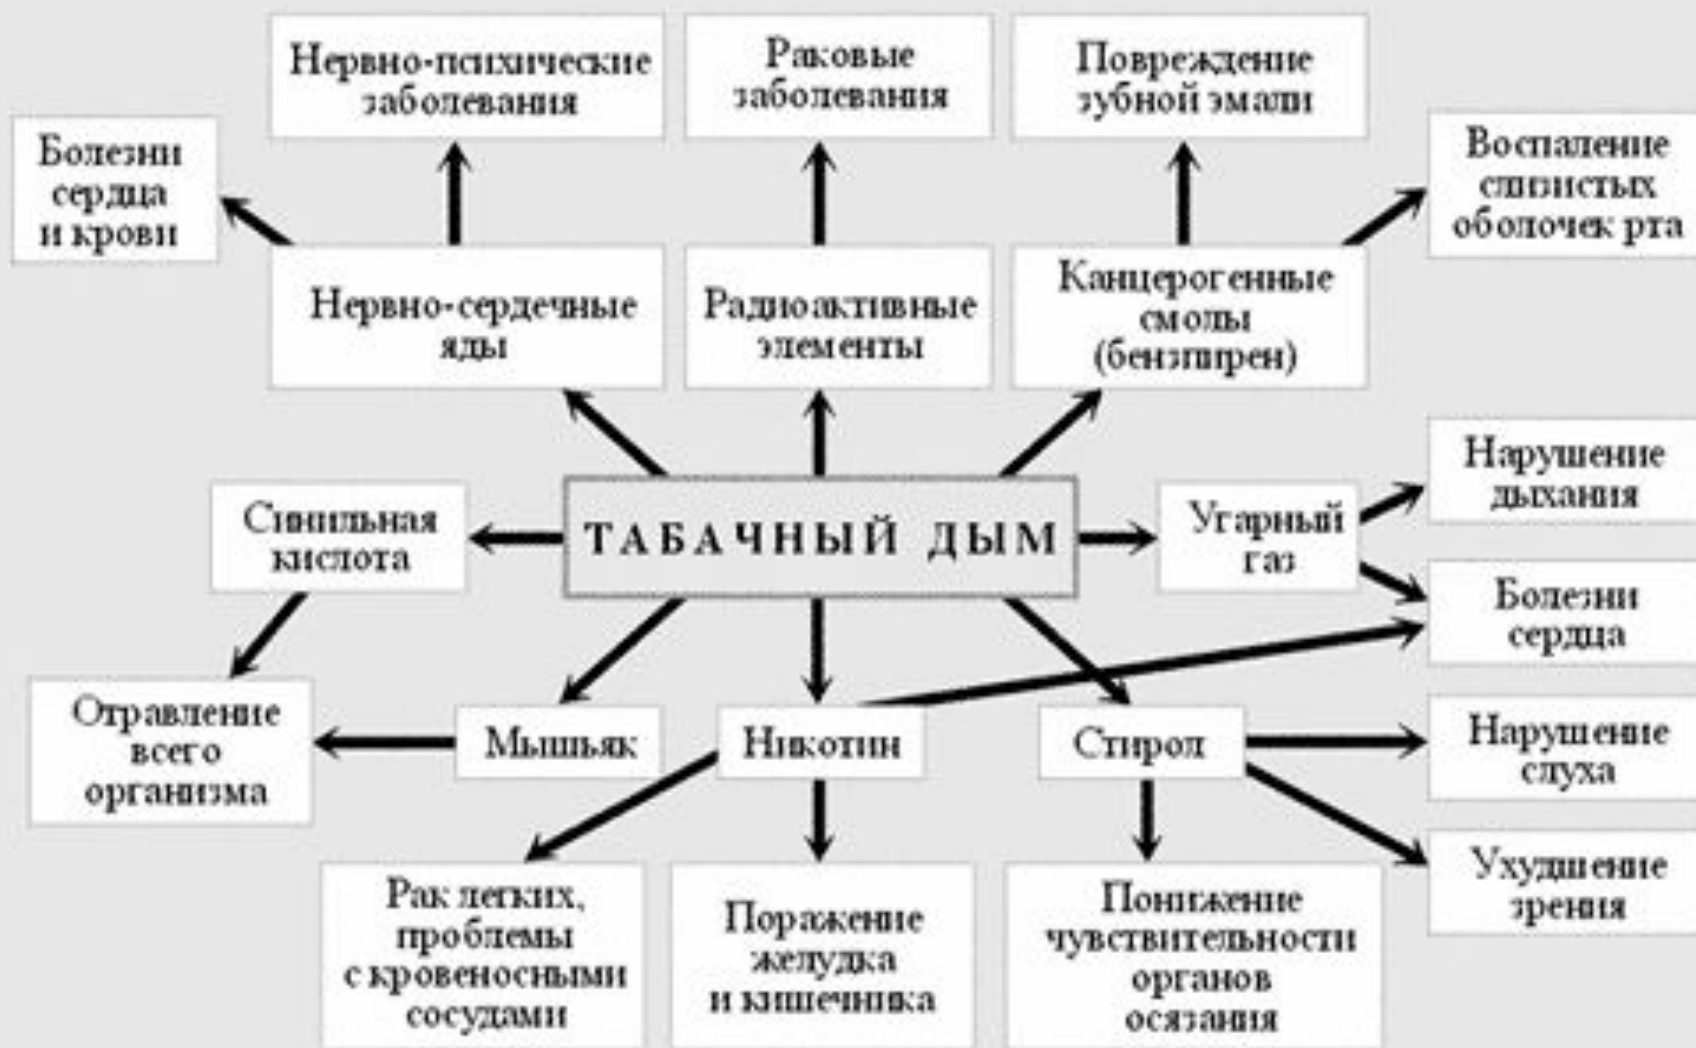 Нервно-психические
заболевания
Раковые
заболевания
Повреждение
зубной эмали
Болезни
сердца
и крови
Воспаление
слизистых
оболочек рта
Нервно-сердечные
яды
Радиоактивные
элементы
Канцерогенные
смолы
(бензпирен)
Синильная
кислота
ТАБАЧНЫЙ ДЫМ
Угарный
газ
Нарушение
дыхания
Болезни
сердца
Отравление
всего
организма
Мышьяк
Никотин
Стирол
Нарушение
слуха
Ухудшение
зрения
Рак легких,
проблемы
с кровеносными
сосудами
Поражение
желудка
и кишечника
Понижение
чувствительности
органов
осязания